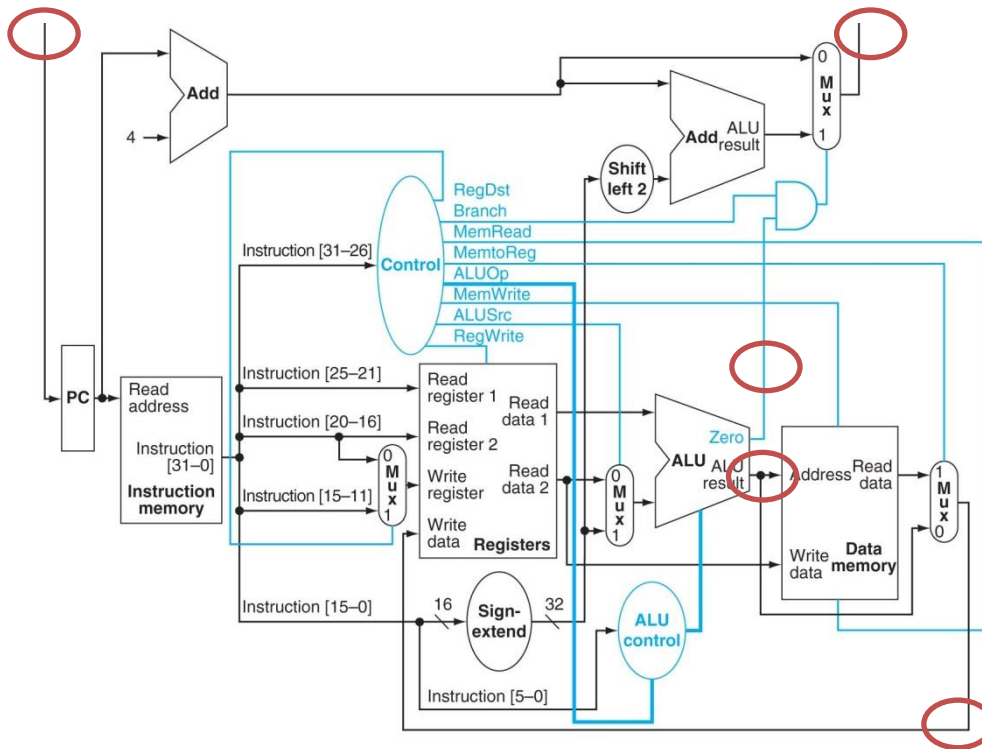 Add
4
0
M
u
x
1
Add
ALU
result
Shift
left 2
RegDst
Branch
MemRead
MemtoReg
ALUOp
MemWrite
ALUSrc
RegWrite
Control
Instruction [31–26]
PC
Read
address
Instruction
[31–0]
Instruction
memory
Instruction [25–21]
Instruction [20–16]
Instruction [15–11]
0
M
u
x
1
Read
register 1
Read
register 2
Write
register
Write
data
Read
data 1
Read
data 2
Registers
0
M
u
x
1
Zero
ALU
ALU
result
Address
Read
data
Write
data
Data
memory
1
M
u
x
0
Instruction [15–0]
16
Sign-
extend
32
ALU
control
Instruction [5–0]